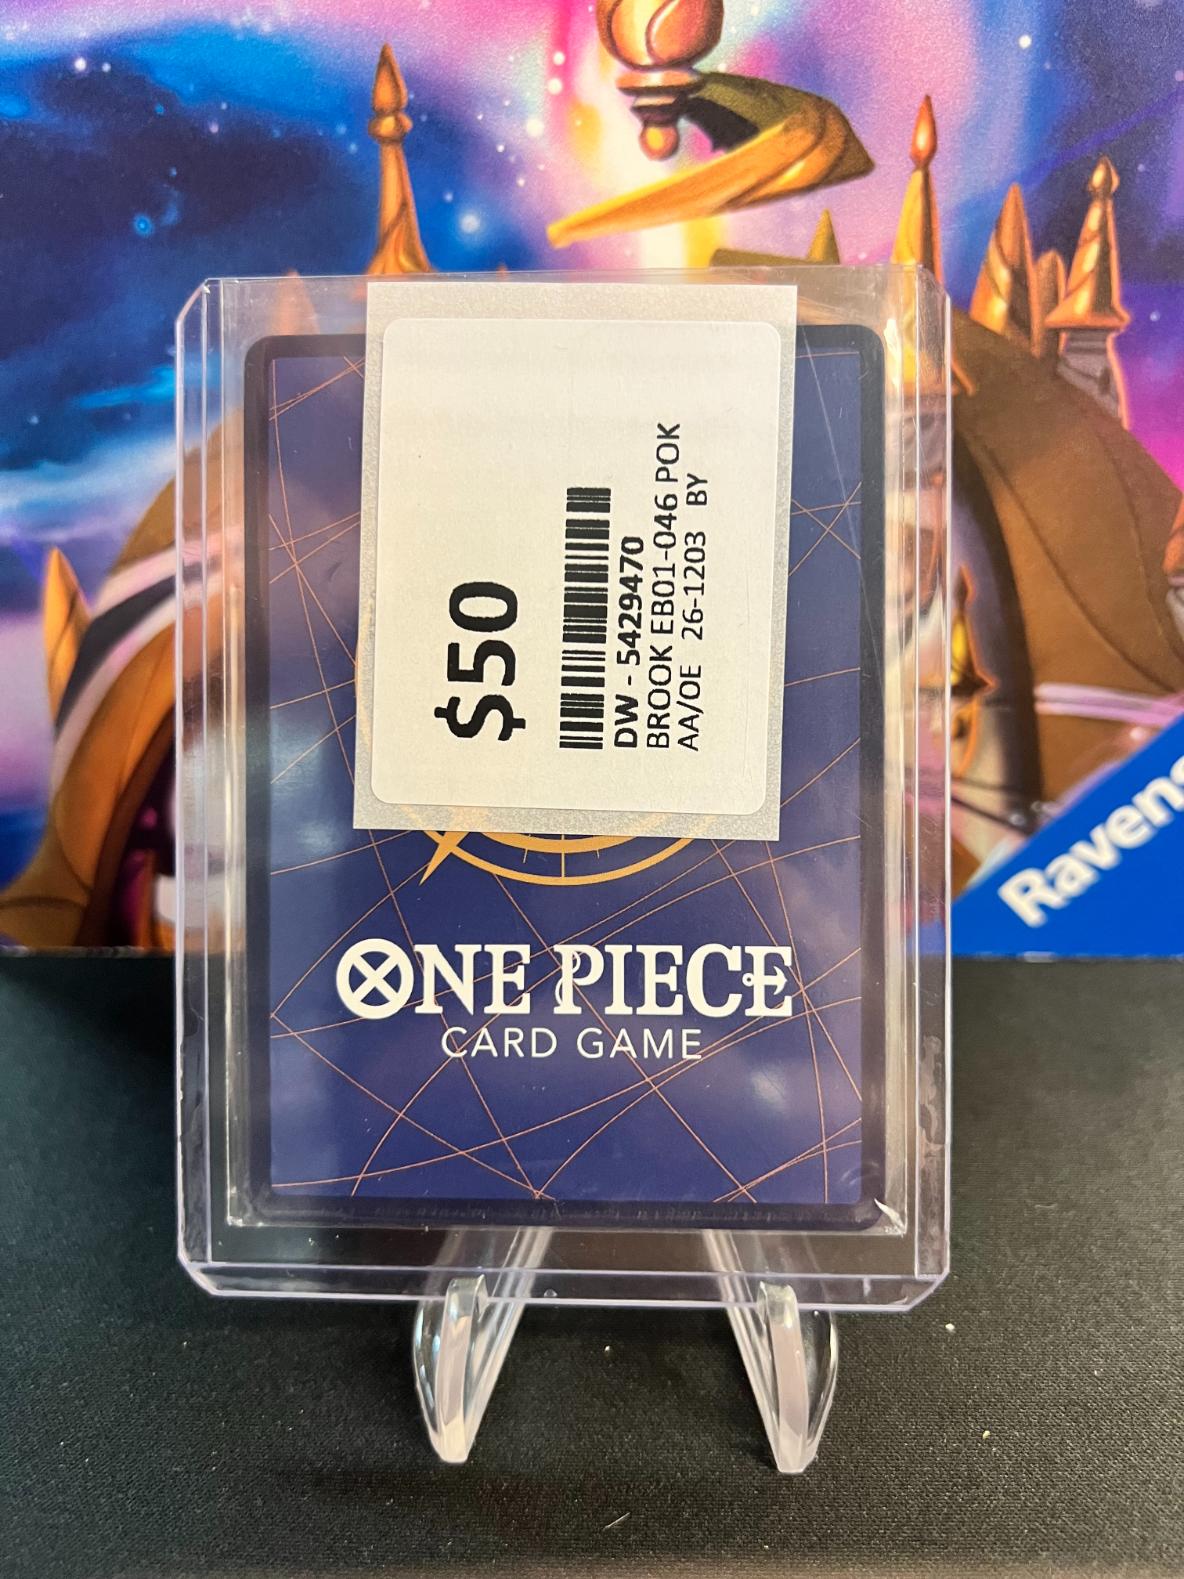 $50
DW - 5429470
BROOK EB01-046 POK
AA/OE 26-1203 BY
ONE PIECE
CARD GAME
Ravens